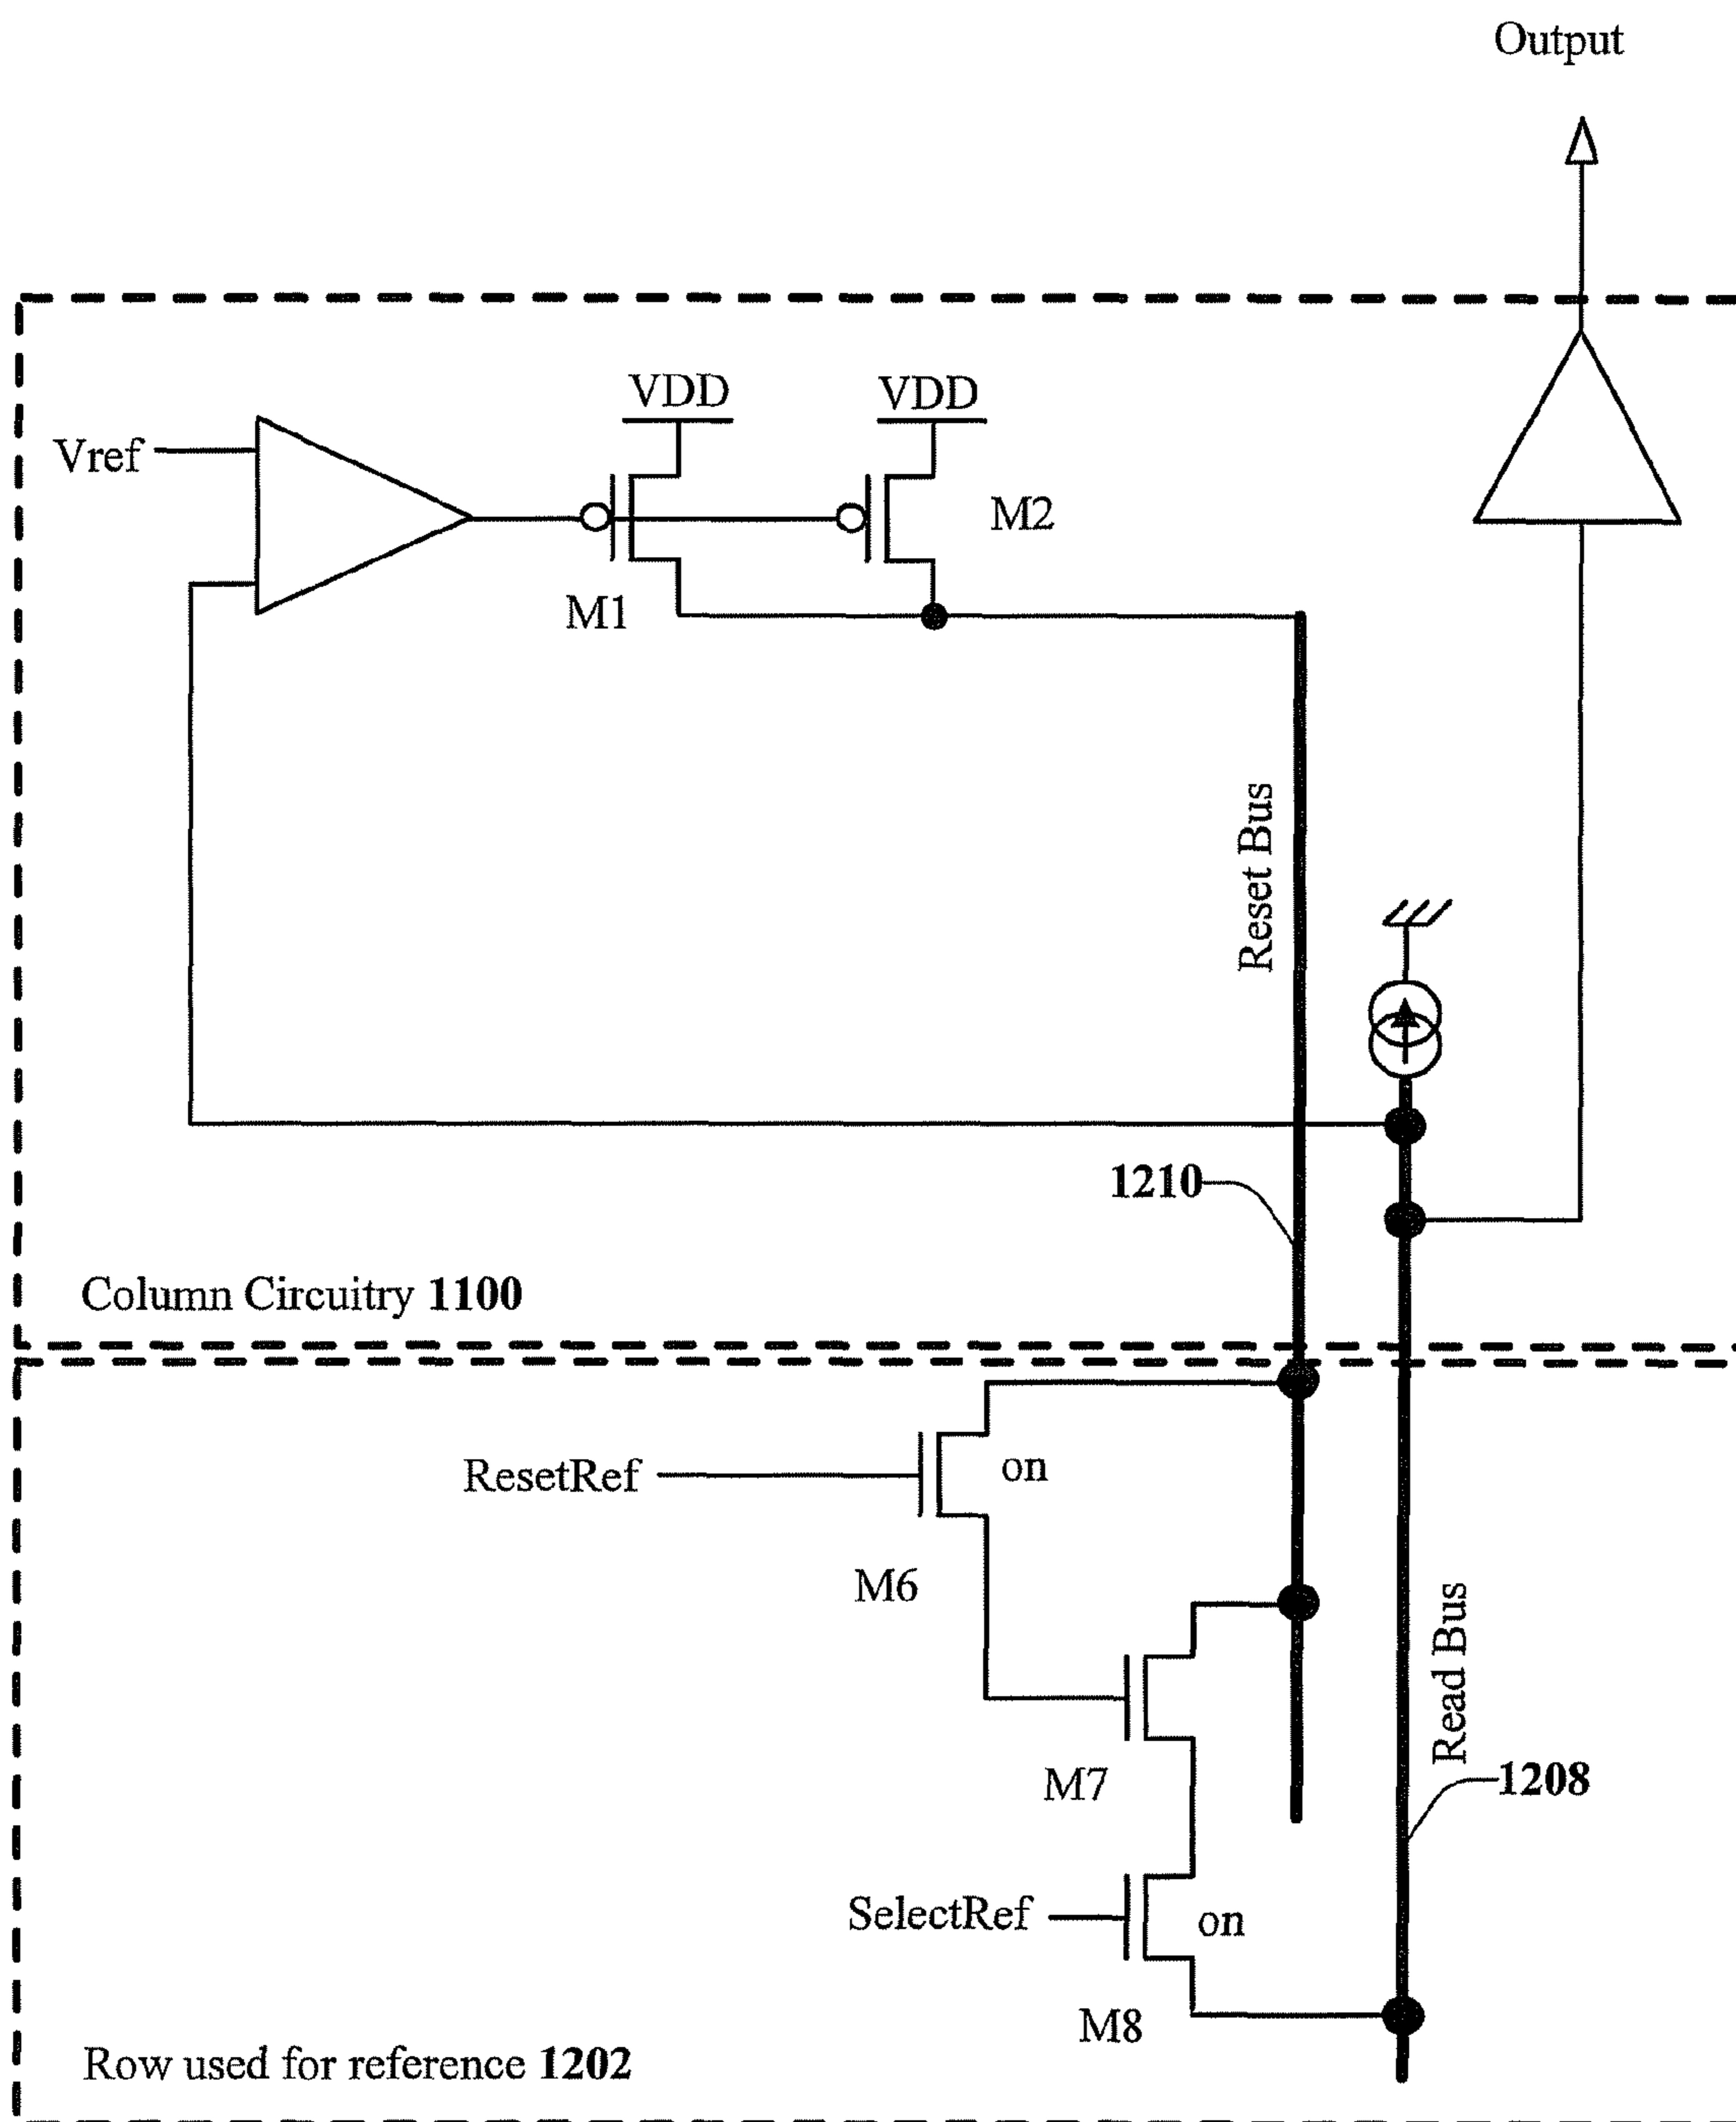 Output
VDD
VDD
Vref
M2
M1
Reset Bus
1210
Column Circuitry 1100
ResetRef
on
M6
Read Bus
M7
1208
SelectRef
on
M8
Row used for reference 1202